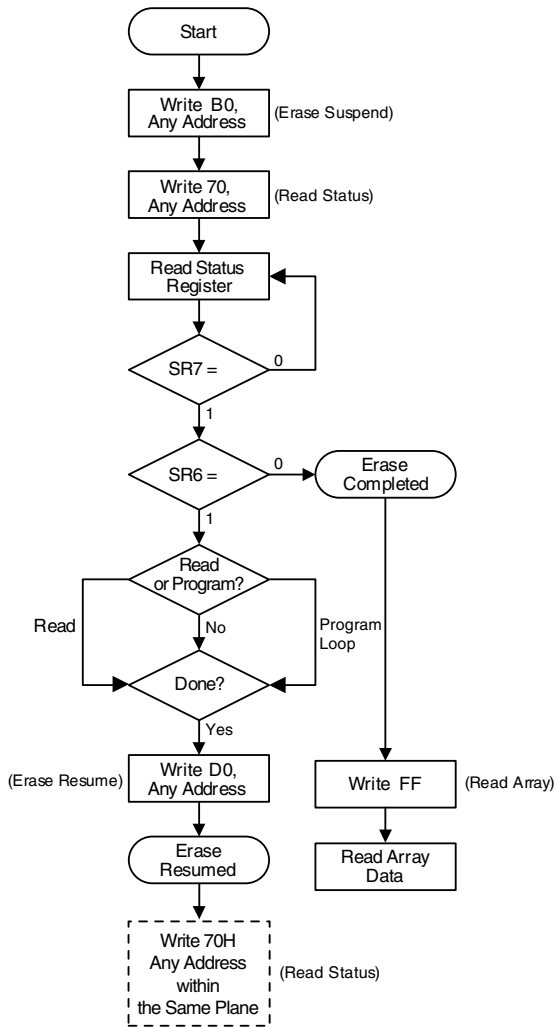 Start
Write B0,
Any Address
(Erase Suspend)
Write 70,
Any Address
(Read Status)
Read Status
Register
SR7 =
0
1
SR6 =
0
Erase
Completed
1
Read
or Program?
Read
No
Program
Loop
Done?
Yes
(Erase Resume)
Write D0,
Any Address
Write FF
(Read Array)
Erase
Resumed
Read Array
Data
Write 70H
Any Address
within
the Same Plane
(Read Status)